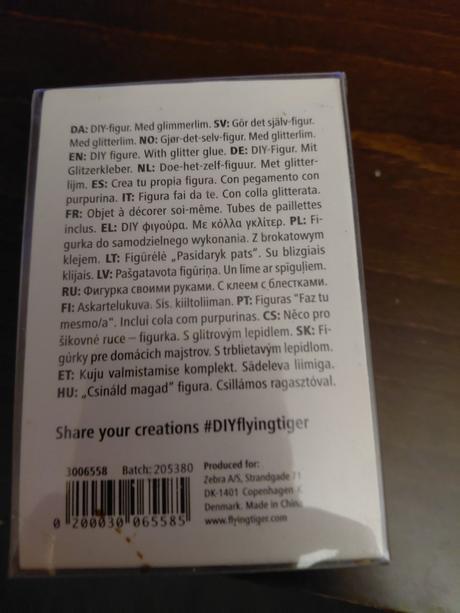 DA: DIY-figur. Med glimmerlim. SV: Gör det själv-figur.
Med glitterlim. NO: Gjør-det-selv-figur. Med glitterlim.
EN: DIY figure. With glitter glue. DE: DIY-Figur. Mit
Glitzerkleber. NL: Doe-het-zelf-figuur. Met glitter-
lijm. ES: Crea tu propia figura. Con pegamento con
purpurina. IT: Figura fai da te. Con colla glitterata.
FR: Objet à décorer soi-même. Tubes de paillettes
inclus. EL: DIY φιγούρα. Με κόλλα γκλίτερ. PL: Fi-
gurka do samodzielnego wykonania. Z brokatowym
klejem. LT: Figūrėlė „Pasidaryk pats". Su blizgiais
klijais. LV: Pašgatavota figūriņa. Un līme ar spīguļiem.
RU: Фигурка своими руками. С клеем с блестками.
FI: Askartelukuva. Sis. kiiltoliiman. PT: Figuras "Faz tu
mesmo/a". Inclui cola com purpurinas. CS: Něco pro
šikovné ruce – figurka. S glitrovým lepidlem. SK: Fi-
gúrky pre domácich majstrov. S trblietavým lepidlom.
ET: Kuju valmistamise komplekt. Sädeleva liimiga.
HU: „Csináld magad" figura. Csillámos ragasztóval.
Share your creations #DIYflyingtiger
3006558 Batch: 205380
0 200030 065585
Produced for:
Zebra A/S, Strandgade 71
DK-1401 Copenhagen K
Denmark. Made in China
www.flyingtiger.com